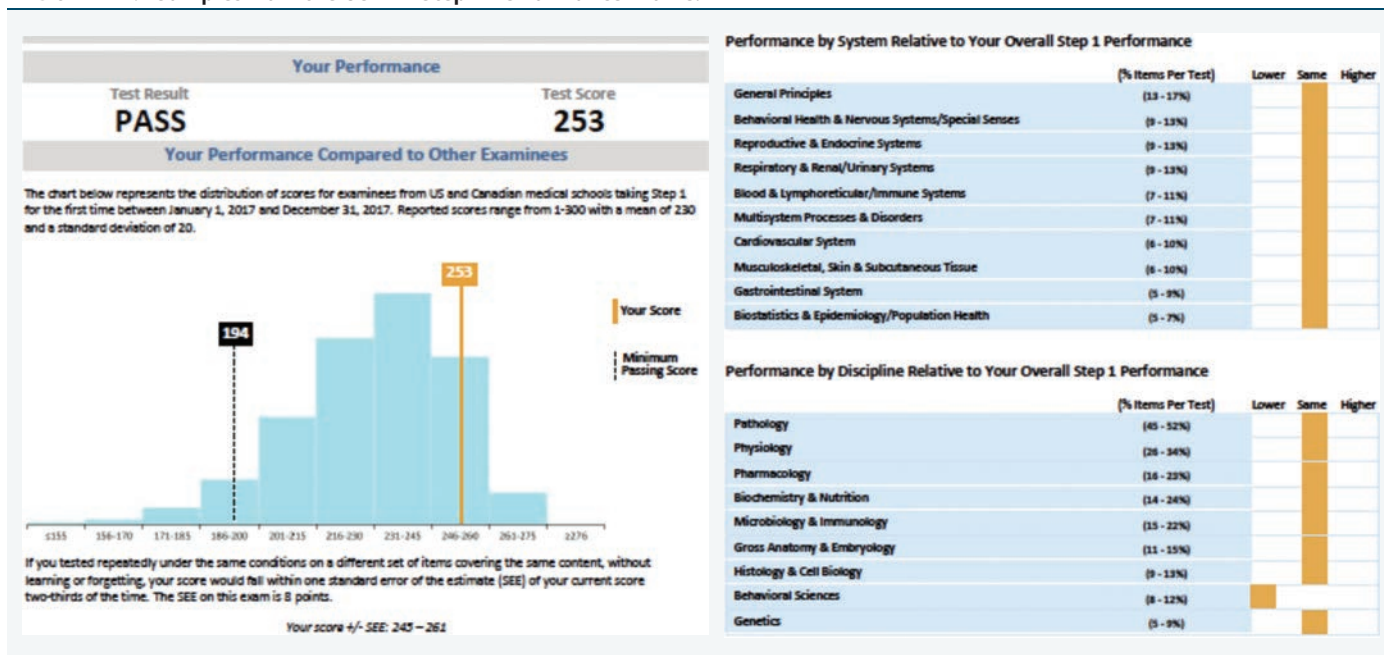 Your Performance
Test Result Test Score
PASS 253
Your Performance Compared to Other Examinees
The chart below represents the distribution of scores for examinees from US and Canadian medical schools taking Step 1
for the first time between January 1, 2017 and December 31, 2017. Reported scores range from 1-300 with a mean of 230
and a standard deviation of 20.
253
194
Your Score
Minimum
Passing Score
≤155 156-170 171-185 186-200 201-215 216-230 231-245 246-260 261-275 ≥276
If you tested repeatedly under the same conditions on a different set of items covering the same content, without
learning or forgetting, your score would fall within one standard error of the estimate (SEE) of your current score
two-thirds of the time. The SEE on this exam is 8 points.
Your score +/- SEE: 245 – 261
Performance by System Relative to Your Overall Step 1 Performance
(% Items Per Test) Lower Same Higher
General Principles (13 - 17%)
Behavioral Health & Nervous Systems/Special Senses (9 - 13%)
Reproductive & Endocrine Systems (9 - 13%)
Respiratory & Renal/Urinary Systems (9 - 13%)
Blood & Lymphoreticular/Immune Systems (7 - 11%)
Multisystem Processes & Disorders (7 - 11%)
Cardiovascular System (6 - 10%)
Musculoskeletal, Skin & Subcutaneous Tissue (6 - 10%)
Gastrointestinal System (5 - 9%)
Biostatistics & Epidemiology/Population Health (5 - 7%)
Performance by Discipline Relative to Your Overall Step 1 Performance
(% Items Per Test) Lower Same Higher
Pathology (45 - 52%)
Physiology (26 - 34%)
Pharmacology (16 - 23%)
Biochemistry & Nutrition (14 - 24%)
Microbiology & Immunology (15 - 22%)
Gross Anatomy & Embryology (11 - 15%)
Histology & Cell Biology (9 - 13%)
Behavioral Sciences (8 - 12%)
Genetics (5 - 9%)